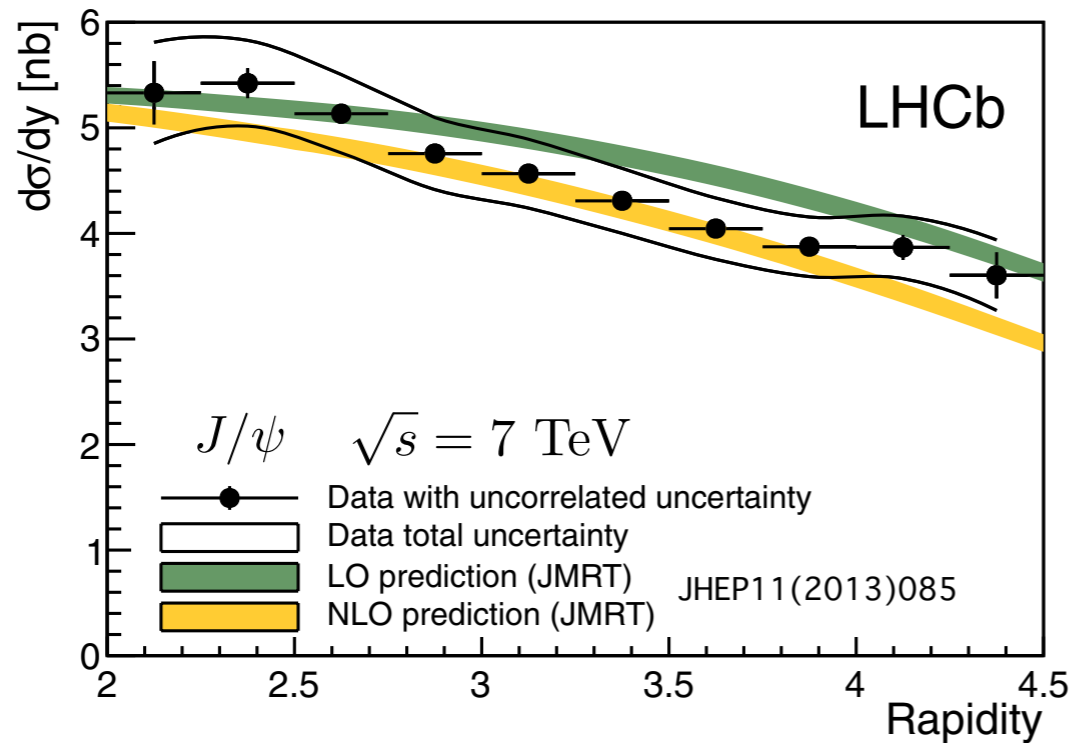 dσ/dy [nb]
6
5
4
3
2
1
0
LHCb
J/ψ √s = 7 TeV
Data with uncorrelated uncertainty
Data total uncertainty
LO prediction (JMRT)
NLO prediction (JMRT)
JHEP11(2013)085
2 2.5 3 3.5 4 4.5
Rapidity